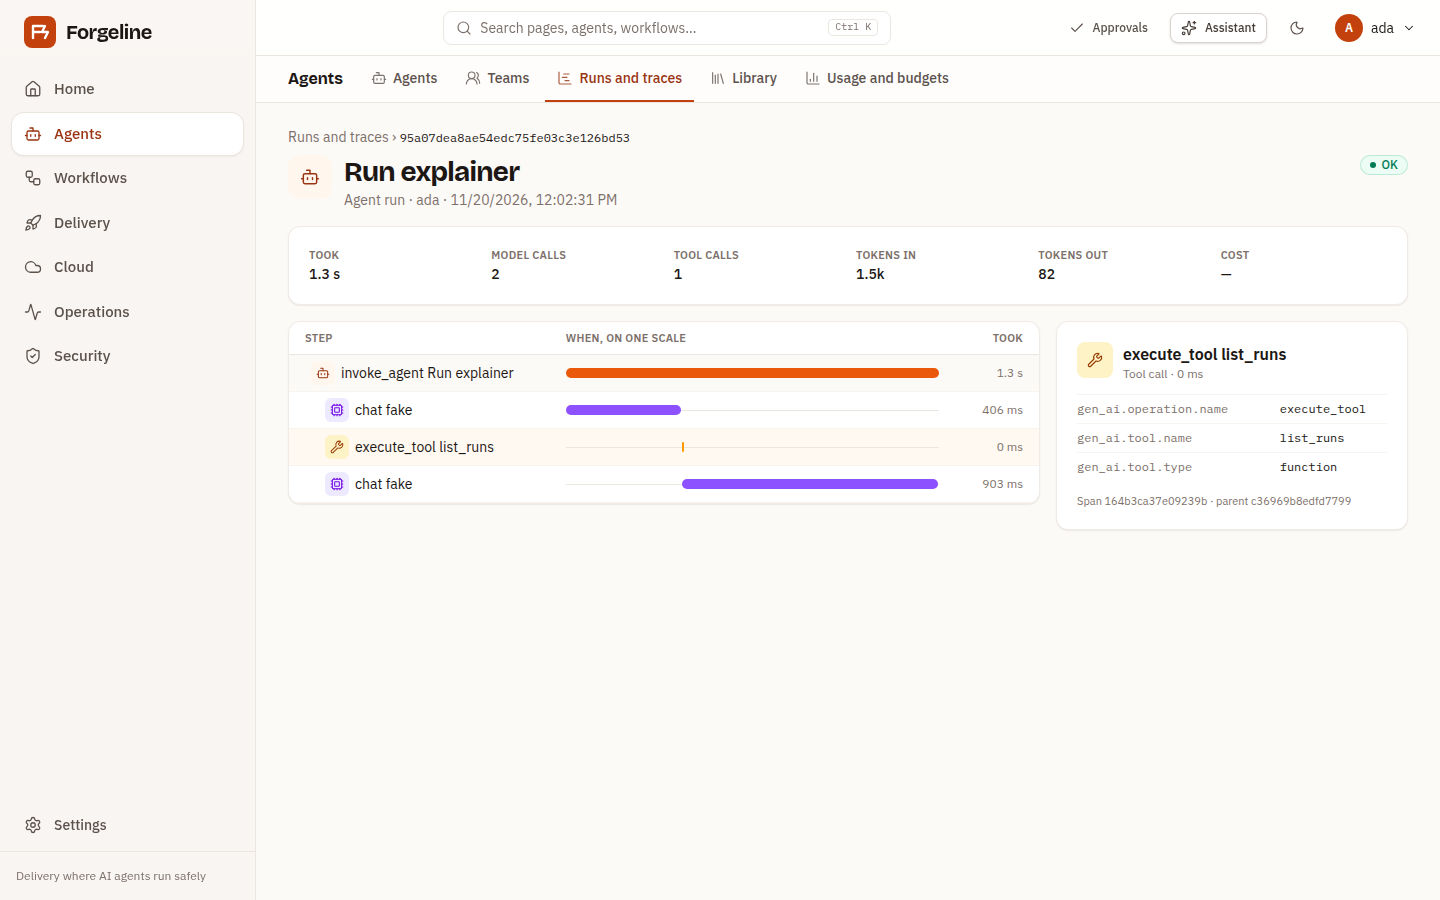 Forgeline
Home
Agents
Workflows
Delivery
Cloud
Operations
Security
Settings
Delivery where AI agents run safely
Search pages, agents, workflows...
Ctrl K
Approvals
Assistant
A
ada
Agents
Agents
Teams
Runs and traces
Library
Usage and budgets
Runs and traces › 95a07dea8ae54edc75fe03c3e126bd53
Run explainer
Agent run · ada · 11/20/2026, 12:02:31 PM
OK
TOOK
1.3 s
MODEL CALLS
2
TOOL CALLS
1
TOKENS IN
1.5k
TOKENS OUT
82
COST
—
STEP
WHEN, ON ONE SCALE
TOOK
invoke_agent Run explainer
1.3 s
chat fake
406 ms
execute_tool list_runs
0 ms
chat fake
903 ms
execute_tool list_runs
Tool call · 0 ms
gen_ai.operation.name execute_tool
gen_ai.tool.name list_runs
gen_ai.tool.type function
Span 164b3ca37e09239b · parent c36969b8edfd7799